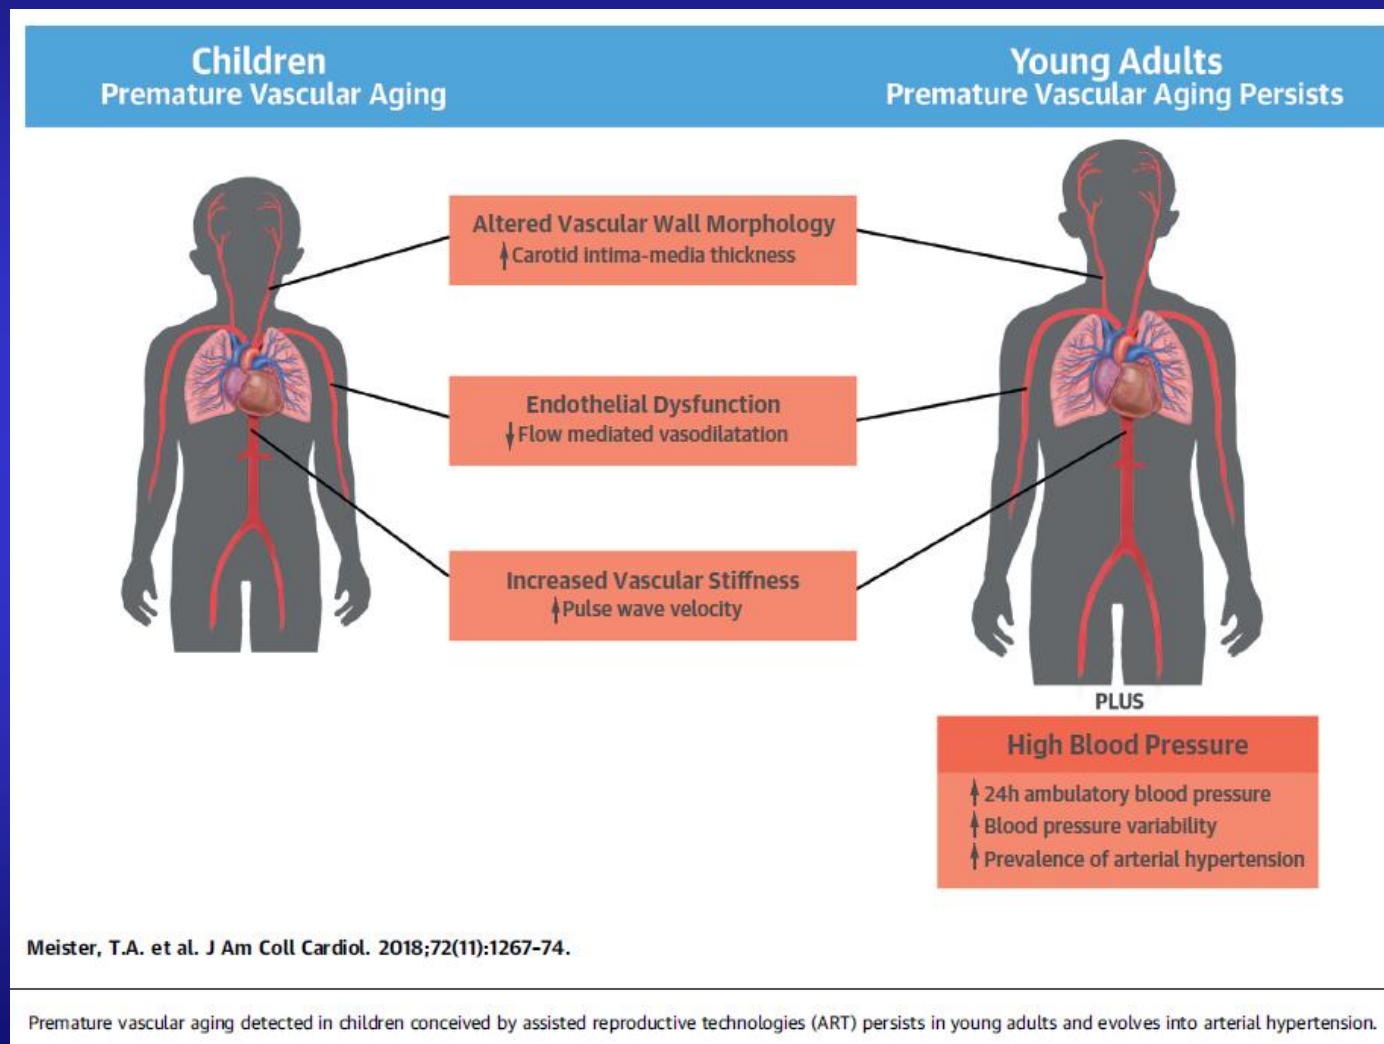 Children
Premature Vascular Aging
Young Adults
Premature Vascular Aging Persists
Altered Vascular Wall Morphology
↑Carotid intima-media thickness
Endothelial Dysfunction
↓Flow mediated vasodilatation
Increased Vascular Stiffness
↑Pulse wave velocity
PLUS
High Blood Pressure
↑24h ambulatory blood pressure
↑Blood pressure variability
↑Prevalence of arterial hypertension
Meister, T.A. et al. J Am Coll Cardiol. 2018;72(11):1267–74.
Premature vascular aging detected in children conceived by assisted reproductive technologies (ART) persists in young adults and evolves into arterial hypertension.